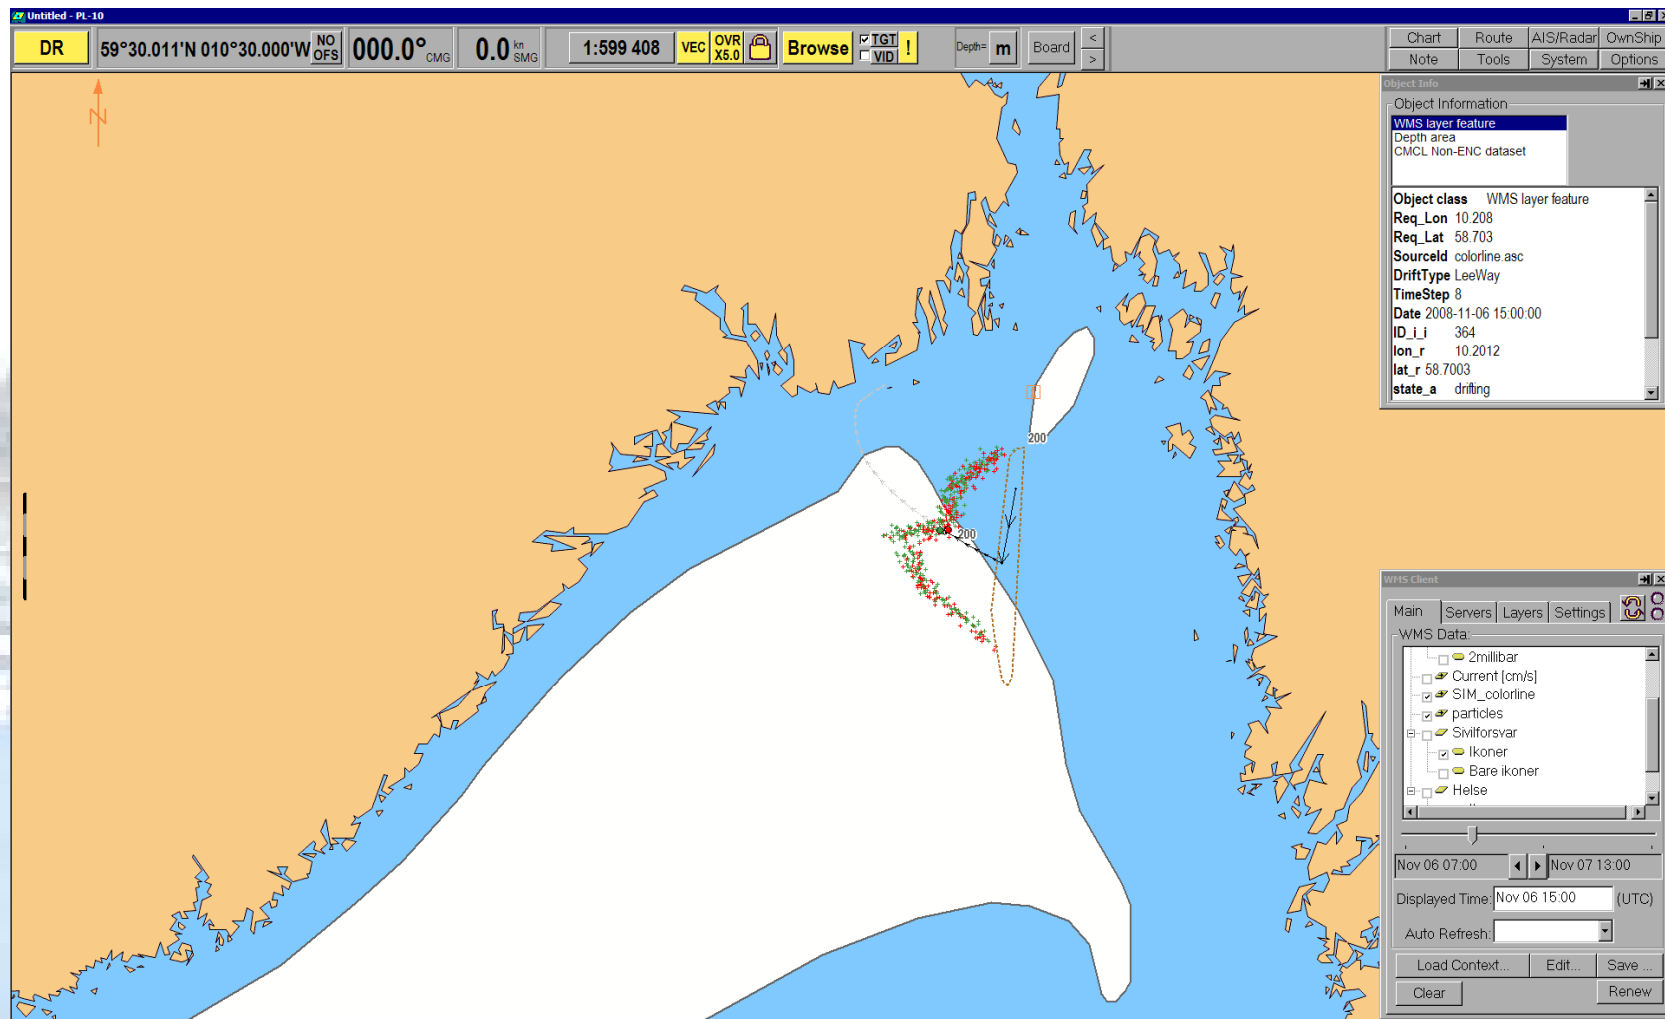 Untitled - PL-10
DR
59°30.011'N 010°30.000'W
NO OFS
000.0° CMG
0.0 kn SMG
1:599 408
VEC
OVR X5.0
Browse
TGT
VID
!
Depth= m
Board
<
>
Chart Route AIS/Radar OwnShip
Note Tools System Options
N
Object Info
Object Information
WMS layer feature
Depth area
CMCL Non-ENC dataset
Object class WMS layer feature
Req_Lon 10.208
Req_Lat 58.703
SourceId colorline.asc
DriftType LeeWay
TimeStep 8
Date 2008-11-06 15:00:00
ID_i_i 364
lon_r 10.2012
lat_r 58.7003
state_a drifting
200
200
WMS Client
Main Servers Layers Settings
WMS Data:
2millibar
Current [cm/s]
SIM_colorline
particles
Sivilforsvar
Ikoner
Bare ikoner
Helse
Nov 06 07:00 Nov 07 13:00
Displayed Time: Nov 06 15:00 (UTC)
Auto Refresh:
Load Context... Edit... Save ...
Clear Renew